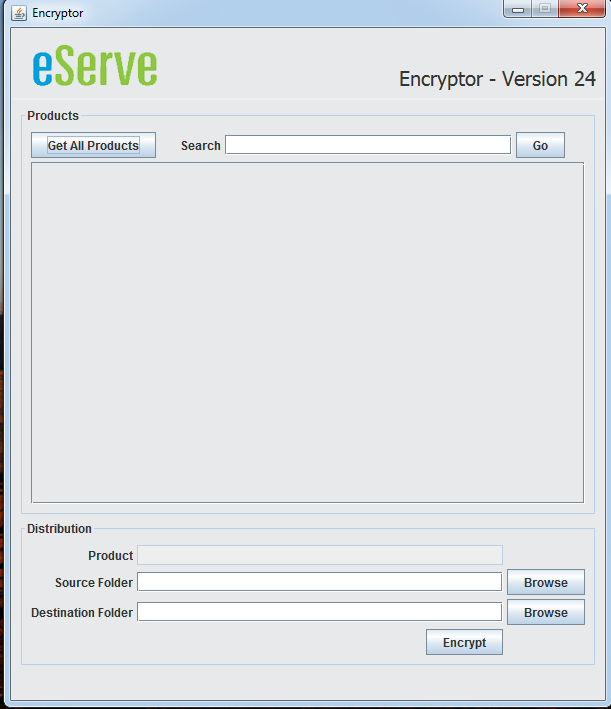 Encryptor
eServe
Encryptor - Version 24
Products
Get All Products Search Go
Distribution
Product
Source Folder Browse
Destination Folder Browse
Encrypt